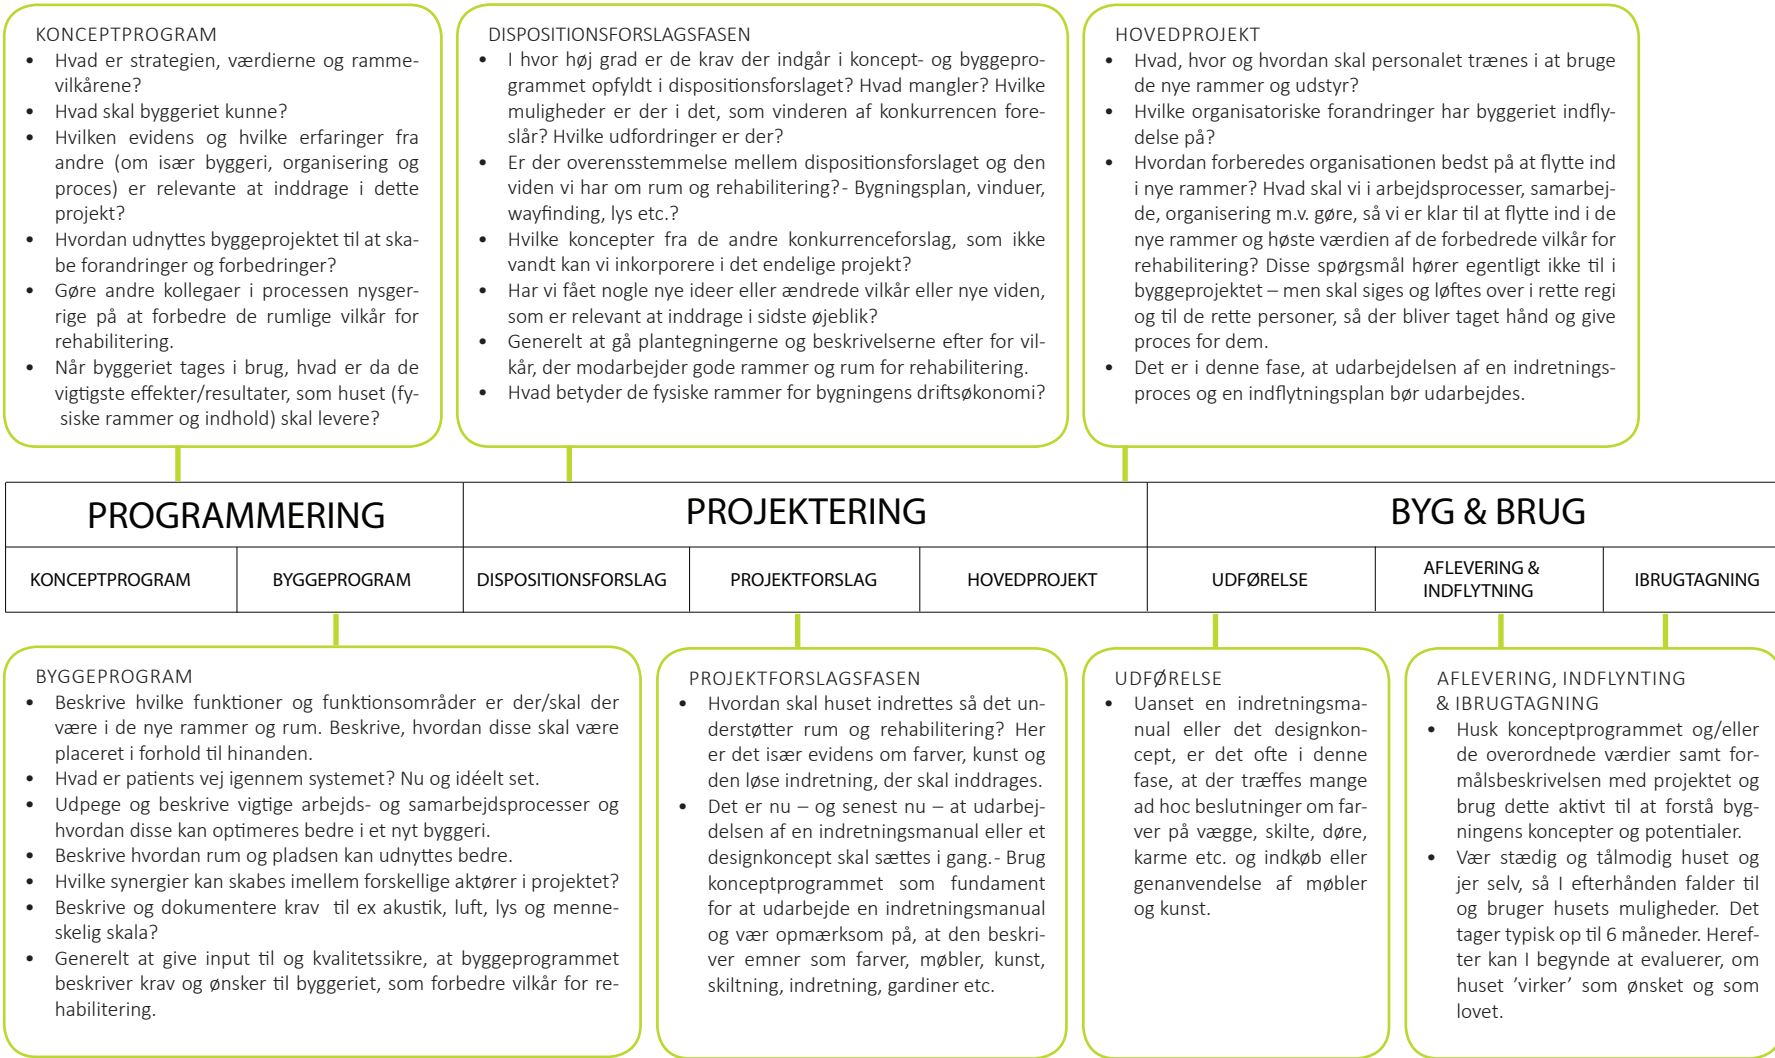 KONCEPTPROGRAM
• Hvad er strategien, værdierne og ramme-
vilkårene?
• Hvad skal byggeriet kunne?
• Hvilken evidens og hvilke erfaringer fra
andre (om især byggeri, organisering og
proces) er relevante at inddrage i dette
projekt?
• Hvordan udnyttes byggeprojektet til at ska-
be forandringer og forbedringer?
• Gøre andre kollegaer i processen nysger-
rige på at forbedre de rumlige vilkår for
rehabilitering.
• Når byggeriet tages i brug, hvad er da de
vigtigste effekter/resultater, som huset (fy-
siske rammer og indhold) skal levere?
DISPOSITIONSFORSLAGSFASEN
• I hvor høj grad er de krav der indgår i koncept- og byggepro-
grammet opfyldt i dispositionsforslaget? Hvad mangler? Hvilke
muligheder er der i det, som vinderen af konkurrencen fore-
slår? Hvilke udfordringer er der?
• Er der overensstemmelse mellem dispositionsforslaget og den
viden vi har om rum og rehabilitering?- Bygningsplan, vinduer,
wayfinding, lys etc.?
• Hvilke koncepter fra de andre konkurrenceforslag, som ikke
vandt kan vi inkorporere i det endelige projekt?
• Har vi fået nogle nye ideer eller ændrede vilkår eller nye viden,
som er relevant at inddrage i sidste øjeblik?
• Generelt at gå plantegningerne og beskrivelserne efter for vil-
kår, der modarbejder gode rammer og rum for rehabilitering.
• Hvad betyder de fysiske rammer for bygningens driftsøkonomi?
HOVEDPROJEKT
• Hvad, hvor og hvordan skal personalet trænes i at bruge
de nye rammer og udstyr?
• Hvilke organisatoriske forandringer har byggeriet indfly-
delse på?
• Hvordan forberedes organisationen bedst på at flytte ind
i nye rammer? Hvad skal vi i arbejdsprocesser, samarbej-
de, organisering m.v. gøre, så vi er klar til at flytte ind i de
nye rammer og høste værdien af de forbedrede vilkår for
rehabilitering? Disse spørgsmål hører egentligt ikke til i
byggeprojektet – men skal siges og løftes over i rette regi
og til de rette personer, så der bliver taget hånd og give
proces for dem.
• Det er i denne fase, at udarbejdelsen af en indretnings-
proces og en indflytningsplan bør udarbejdes.
PROGRAMMERING
PROJEKTERING
BYG & BRUG
KONCEPTPROGRAM
BYGGEPROGRAM
DISPOSITIONSFORSLAG
PROJEKTFORSLAG
HOVEDPROJEKT
UDFØRELSE
AFLEVERING &
INDFLYTNING
IBRUGTAGNING
BYGGEPROGRAM
• Beskrive hvilke funktioner og funktionsområder er der/skal der
være i de nye rammer og rum. Beskrive, hvordan disse skal være
placeret i forhold til hinanden.
• Hvad er patients vej igennem systemet? Nu og idéelt set.
• Udpege og beskrive vigtige arbejds- og samarbejdsprocesser og
hvordan disse kan optimeres bedre i et nyt byggeri.
• Beskrive hvordan rum og pladsen kan udnyttes bedre.
• Hvilke synergier kan skabes imellem forskellige aktører i projektet?
• Beskrive og dokumentere krav til ex akustik, luft, lys og menne-
skelig skala?
• Generelt at give input til og kvalitetssikre, at byggeprogrammet
beskriver krav og ønsker til byggeriet, som forbedre vilkår for re-
habilitering.
PROJEKTFORSLAGSFASEN
• Hvordan skal huset indrettes så det un-
derstøtter rum og rehabilitering? Her
er det især evidens om farver, kunst og
den løse indretning, der skal inddrages.
• Det er nu – og senest nu – at udarbej-
delsen af en indretningsmanual eller et
designkoncept skal sættes i gang.- Brug
konceptprogrammet som fundament
for at udarbejde en indretningsmanual
og vær opmærksom på, at den beskri-
ver emner som farver, møbler, kunst,
skiltning, indretning, gardiner etc.
UDFØRELSE
• Uanset en indretningsma-
nual eller det designkon-
cept, er det ofte i denne
fase, at der træffes mange
ad hoc beslutninger om far-
ver på vægge, skilte, døre,
karme etc. og indkøb eller
genanvendelse af møbler
og kunst.
AFLEVERING, INDFLYNTING
& IBRUGTAGNING
• Husk konceptprogrammet og/eller
de overordnede værdier samt for-
målsbeskrivelsen med projektet og
brug dette aktivt til at forstå byg-
ningens koncepter og potentialer.
• Vær stædig og tålmodig huset og
jer selv, så I efterhånden falder til
og bruger husets muligheder. Det
tager typisk op til 6 måneder. Heref-
ter kan I begynde at evaluerer, om
huset ’virker’ som ønsket og som
lovet.